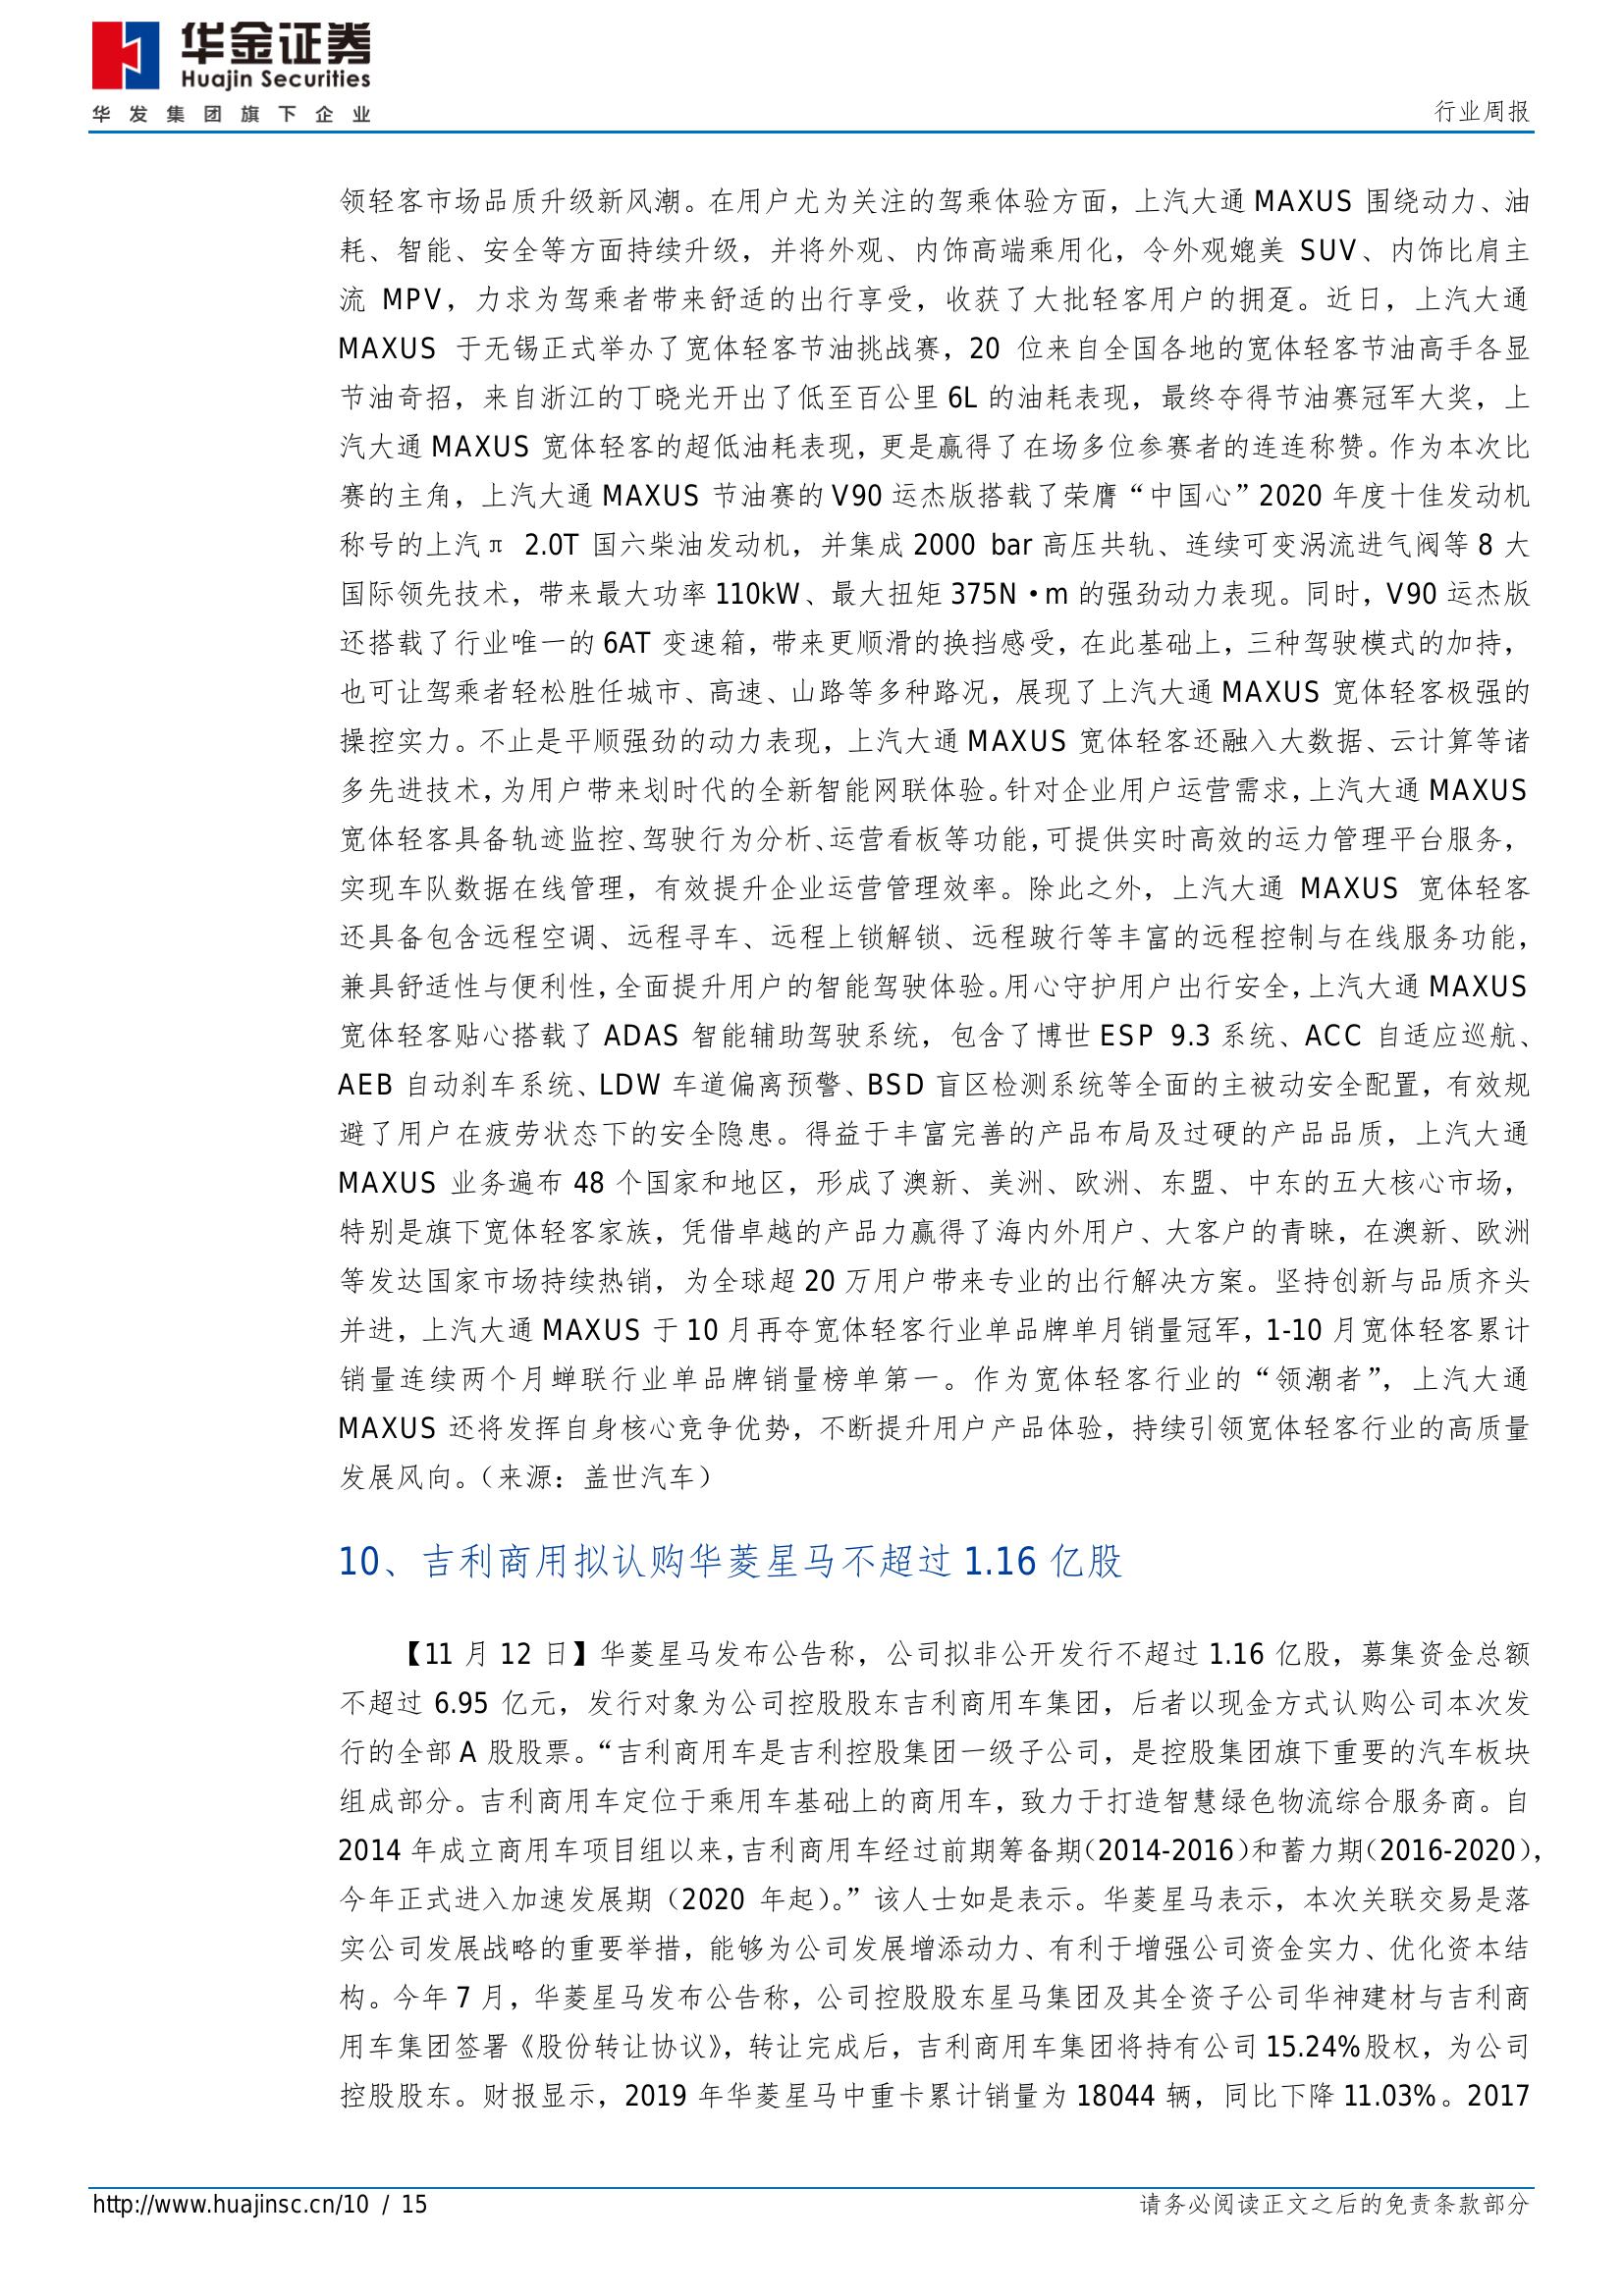 华金证券
Huajin Securities
华发集团旗下企业
行业周报
领轻客市场品质升级新风潮。在用户尤为关注的驾乘体验方面，上汽大通 MAXUS 围绕动力、油
耗、智能、安全等方面持续升级，并将外观、内饰高端乘用化，令外观媲美 SUV、内饰比肩主
流 MPV，力求为驾乘者带来舒适的出行享受，收获了大批轻客用户的拥趸。近日，上汽大通
MAXUS 于无锡正式举办了宽体轻客节油挑战赛，20 位来自全国各地的宽体轻客节油高手各显
节油奇招，来自浙江的丁晓光开出了低至百公里 6L 的油耗表现，最终夺得节油赛冠军大奖，上
汽大通 MAXUS 宽体轻客的超低油耗表现，更是赢得了在场多位参赛者的连连称赞。作为本次比
赛的主角，上汽大通 MAXUS 节油赛的 V90 运杰版搭载了荣膺“中国心”2020 年度十佳发动机
称号的上汽 π 2.0T 国六柴油发动机，并集成 2000 bar 高压共轨、连续可变涡流进气阀等 8 大
国际领先技术，带来最大功率 110kW、最大扭矩 375N•m 的强劲动力表现。同时，V90 运杰版
还搭载了行业唯一的 6AT 变速箱，带来更顺滑的换挡感受，在此基础上，三种驾驶模式的加持，
也可让驾乘者轻松胜任城市、高速、山路等多种路况，展现了上汽大通 MAXUS 宽体轻客极强的
操控实力。不止是平顺强劲的动力表现，上汽大通 MAXUS 宽体轻客还融入大数据、云计算等诸
多先进技术，为用户带来划时代的全新智能网联体验。针对企业用户运营需求，上汽大通 MAXUS
宽体轻客具备轨迹监控、驾驶行为分析、运营看板等功能，可提供实时高效的运力管理平台服务，
实现车队数据在线管理，有效提升企业运营管理效率。除此之外，上汽大通 MAXUS 宽体轻客
还具备包含远程空调、远程寻车、远程上锁解锁、远程跛行等丰富的远程控制与在线服务功能，
兼具舒适性与便利性，全面提升用户的智能驾驶体验。用心守护用户出行安全，上汽大通 MAXUS
宽体轻客贴心搭载了 ADAS 智能辅助驾驶系统，包含了博世 ESP 9.3 系统、ACC 自适应巡航、
AEB 自动刹车系统、LDW 车道偏离预警、BSD 盲区检测系统等全面的主被动安全配置，有效规
避了用户在疲劳状态下的安全隐患。得益于丰富完善的产品布局及过硬的产品品质，上汽大通
MAXUS 业务遍布 48 个国家和地区，形成了澳新、美洲、欧洲、东盟、中东的五大核心市场，
特别是旗下宽体轻客家族，凭借卓越的产品力赢得了海内外用户、大客户的青睐，在澳新、欧洲
等发达国家市场持续热销，为全球超 20 万用户带来专业的出行解决方案。坚持创新与品质齐头
并进，上汽大通 MAXUS 于 10 月再夺宽体轻客行业单品牌单月销量冠军，1-10 月宽体轻客累计
销量连续两个月蝉联行业单品牌销量榜单第一。作为宽体轻客行业的“领潮者”，上汽大通
MAXUS 还将发挥自身核心竞争优势，不断提升用户产品体验，持续引领宽体轻客行业的高质量
发展风向。（来源：盖世汽车）
10、吉利商用拟认购华菱星马不超过 1.16 亿股
【11 月 12 日】华菱星马发布公告称，公司拟非公开发行不超过 1.16 亿股，募集资金总额
不超过 6.95 亿元，发行对象为公司控股股东吉利商用车集团，后者以现金方式认购公司本次发
行的全部 A 股股票。“吉利商用车是吉利控股集团一级子公司，是控股集团旗下重要的汽车板块
组成部分。吉利商用车定位于乘用车基础上的商用车，致力于打造智慧绿色物流综合服务商。自
2014 年成立商用车项目组以来，吉利商用车经过前期筹备期（2014-2016）和蓄力期（2016-2020），
今年正式进入加速发展期（2020 年起）。”该人士如是表示。华菱星马表示，本次关联交易是落
实公司发展战略的重要举措，能够为公司发展增添动力、有利于增强公司资金实力、优化资本结
构。今年 7 月，华菱星马发布公告称，公司控股股东星马集团及其全资子公司华神建材与吉利商
用车集团签署《股份转让协议》，转让完成后，吉利商用车集团将持有公司 15.24%股权，为公司
控股股东。财报显示，2019 年华菱星马中重卡累计销量为 18044 辆，同比下降 11.03%。2017
http://www.huajinsc.cn/10 / 15
请务必阅读正文之后的免责条款部分